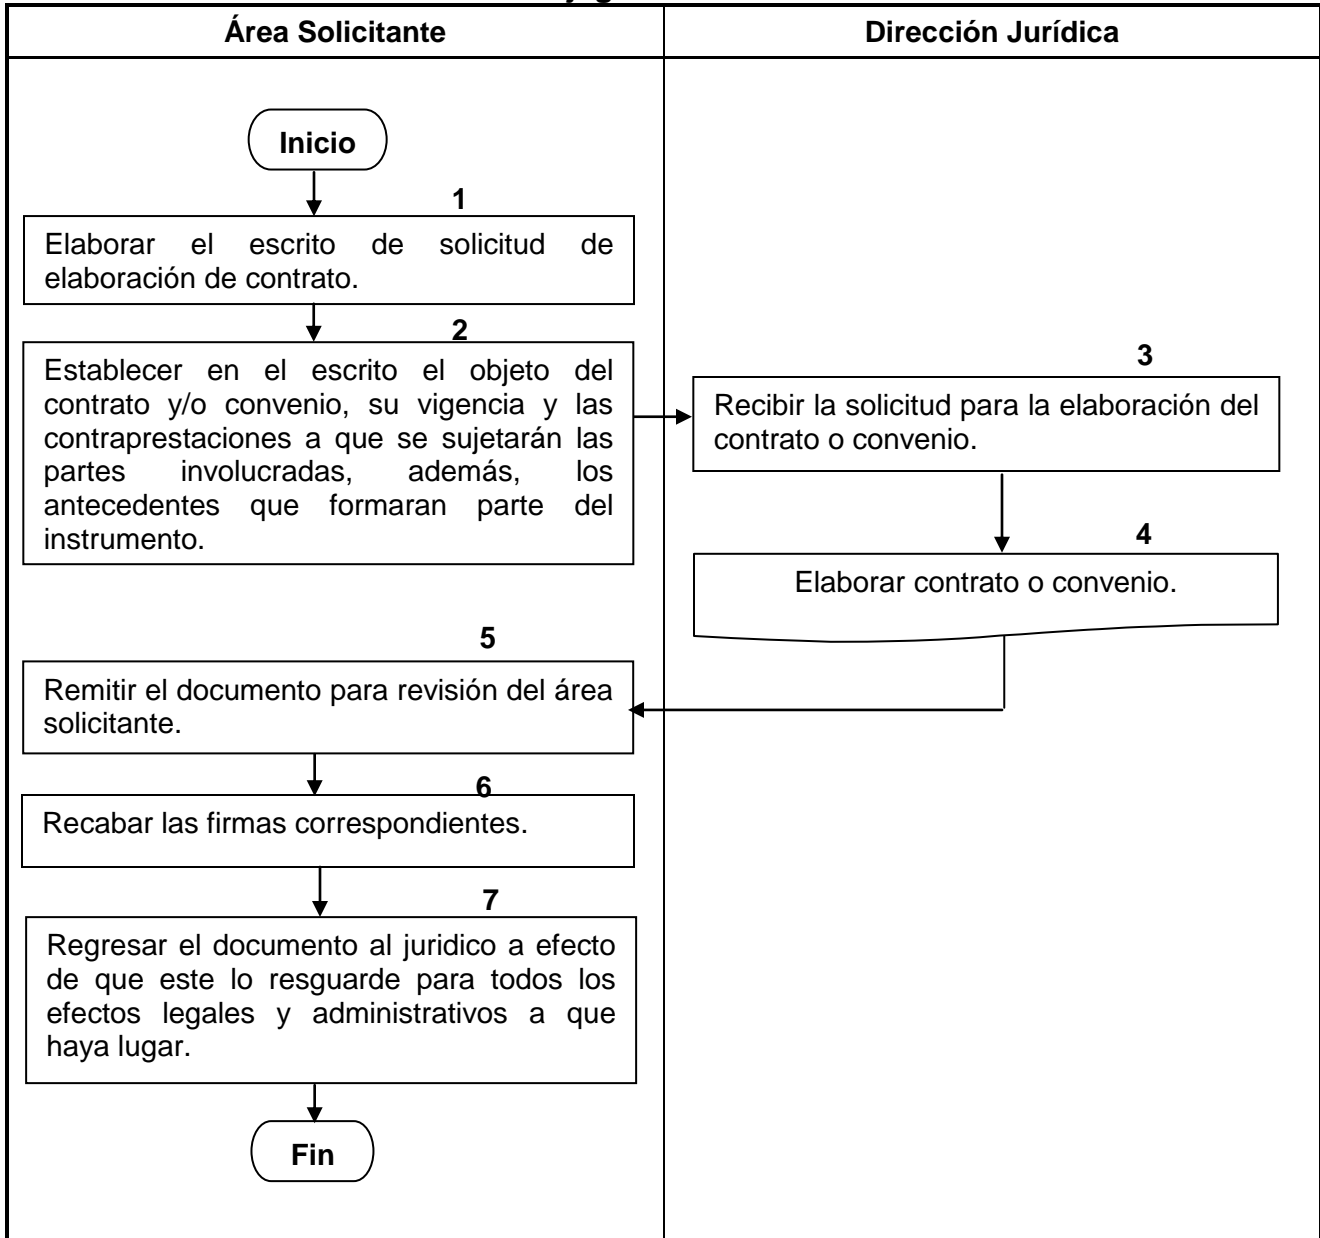 Área Solicitante
Dirección Jurídica
Inicio
1
Elaborar el escrito de solicitud de
elaboración de contrato.
2
Establecer en el escrito el objeto del
contrato y/o convenio, su vigencia y las
contraprestaciones a que se sujetarán las
partes involucradas, además, los
antecedentes que formaran parte del
instrumento.
3
Recibir la solicitud para la elaboración del
contrato o convenio.
4
Elaborar contrato o convenio.
5
Remitir el documento para revisión del área
solicitante.
6
Recabar las firmas correspondientes.
7
Regresar el documento al juridico a efecto
de que este lo resguarde para todos los
efectos legales y administrativos a que
haya lugar.
Fin